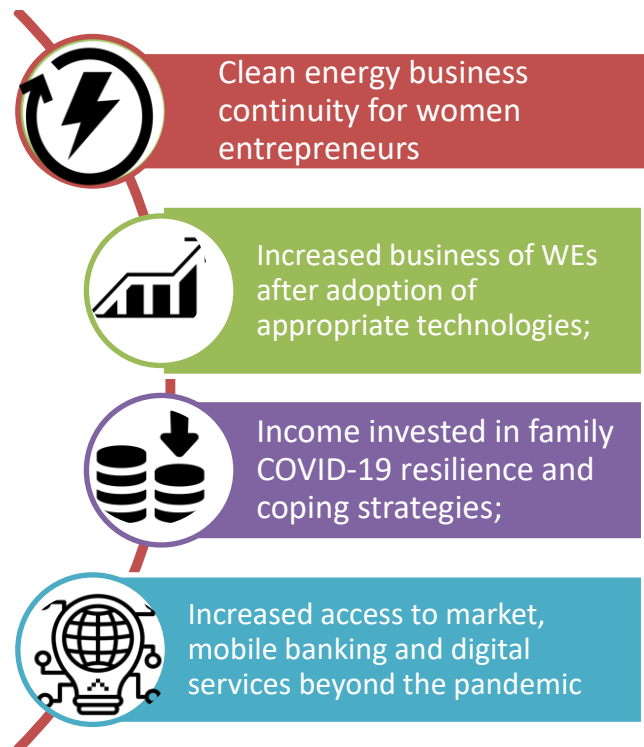 Clean energy business
continuity for women
entrepreneurs
Increased business of WEs
after adoption of
appropriate technologies;
Income invested in family
COVID-19 resilience and
coping strategies;
Increased access to market,
mobile banking and digital
services beyond the pandemic